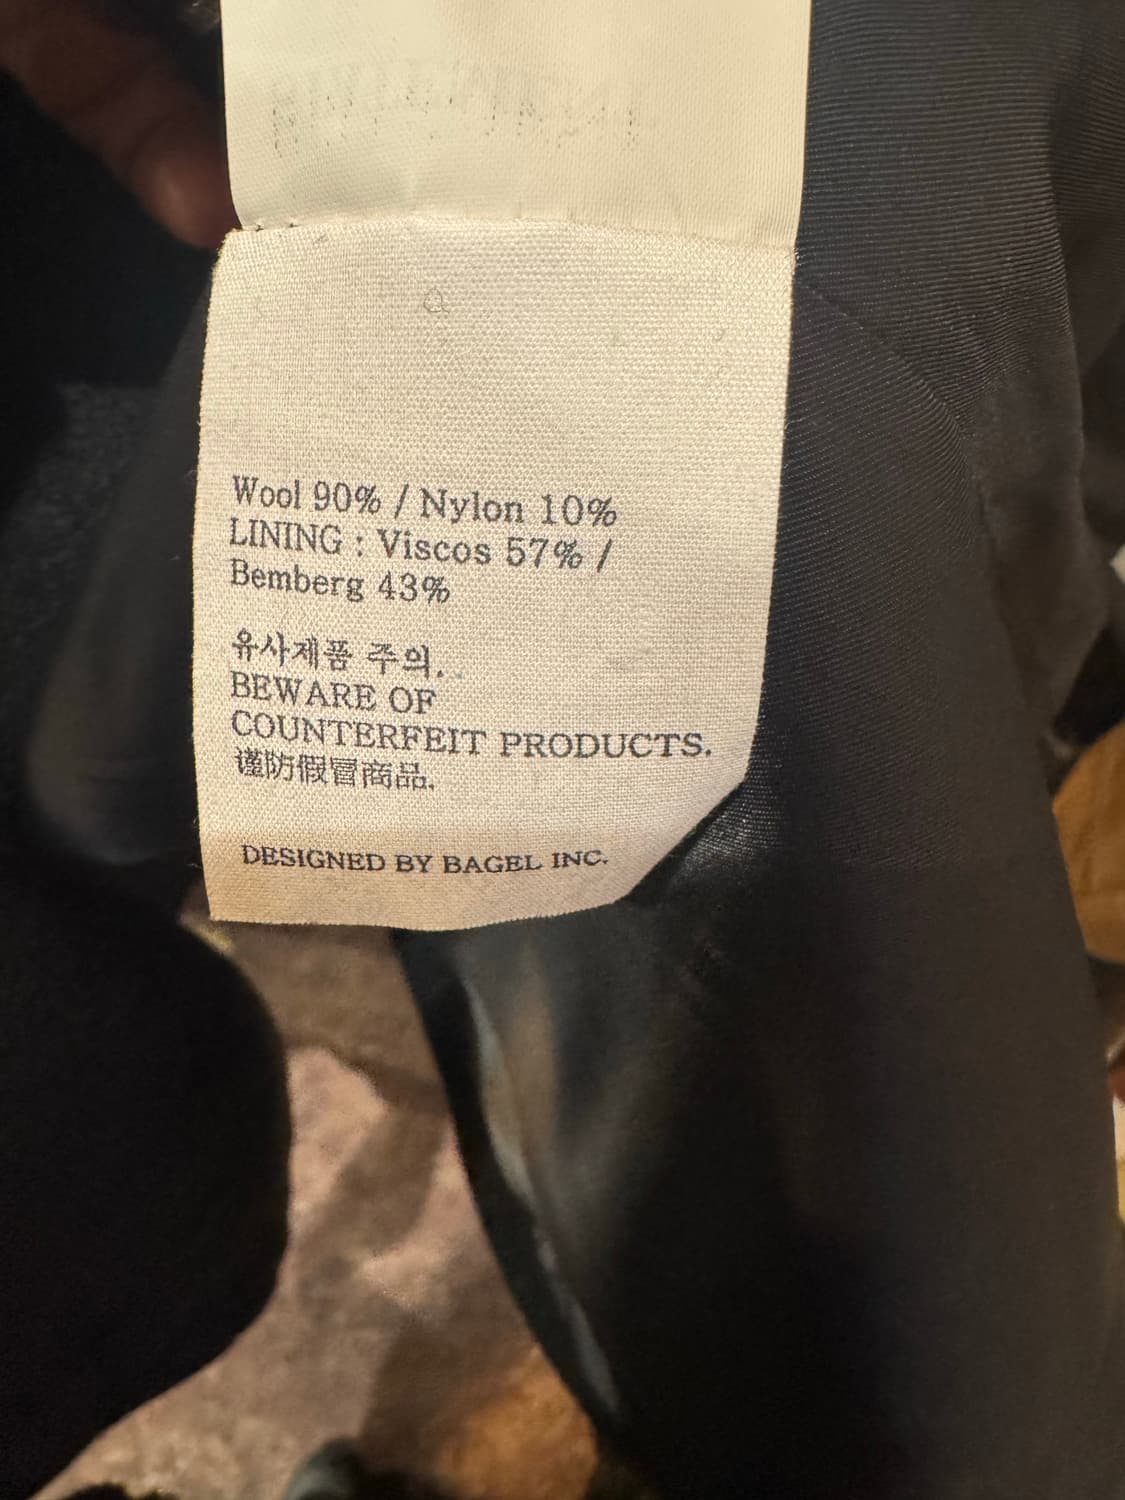 Wool 90% / Nylon 10%
LINING : Viscos 57% /
Bemberg 43%
유사제품 주의.
BEWARE OF
COUNTERFEIT PRODUCTS.
谨防假冒商品.
DESIGNED BY BAGEL INC.